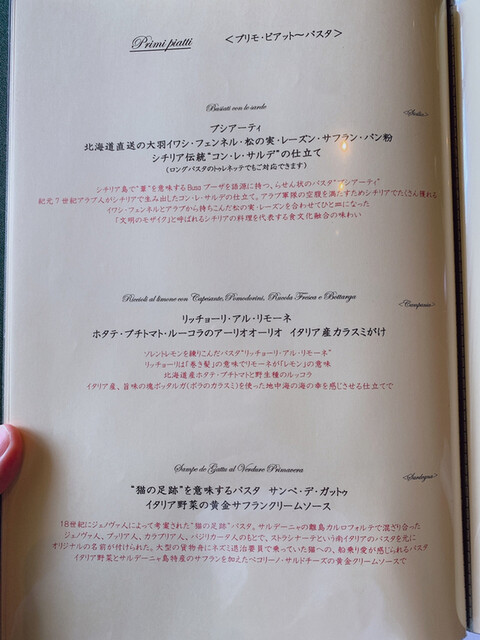 Primi piatti ＜プリモ・ピアット～パスタ＞
Busiati con le sarde
<Sicilia>
ブシアーティ
北海道直送の大羽イワシ・フェンネル・松の実・レーズン・サフラン・パン粉
シチリア伝統“コン・レ・サルデ”の仕立て
(ロングパスタのトレネッテでもご対応できます)
シチリア島で“葦”を意味する Busa ブーザを語源に持つ、らせん状のパスタ“ブシアーティ”
紀元7世紀アラブ人がシチリアで生み出したコン・レ・サルデの仕立て。アラブ軍隊の空腹を満たすためシチリアでたくさん獲れる
イワシ・フェンネルとアラブから持ちこんだ松の実・レーズンを合わせてひと皿になった
「文明のモザイク」と呼ばれるシチリアの料理を代表する食文化融合の味わい
Riccioli al limone con Capesante, Pomodorini, Rucola Fresca e Bottarga
<Campania>
リッチョーリ・アル・リモーネ
ホタテ・プチトマト・ルーコラのアーリオオーリオ イタリア産カラスミがけ
ソレントレモンを練りこんだパスタ“リッチョーリ・アル・リモーネ”
リッチョーリは「巻き髪」の意味でリモーネが「レモン」の意味
北海道産ホタテ・プチトマトと野生種のルッコラ
イタリア産、旨味の塊ボッタルガ(ボラのカラスミ)を使った地中海の海の幸を感じさせる仕立てで
Sampe de Gattu al Verdure Primavera
<Sardegna>
“猫の足跡”を意味するパスタ サンペ・デ・ガットゥ
イタリア野菜の黄金サフランクリームソース
18世紀にジェノヴァ人によって考案された“猫の足跡”パスタ。サルデーニャの離島カルロフォルテで混ざり合った
ジェノヴァ人、プーリア人、カラブリア人、バジリカータ人のもとで、ストラシナーテという南イタリアのパスタを元に
オリジナルの名前が付けられた。大型の貨物舟にネズミ退治要員で乗っていた猫への、船乗り愛が感じられるパスタ
イタリア野菜とサルデーニャ島特産のサフランを加えたペコリーノ・サルドチーズの黄金クリームソースで